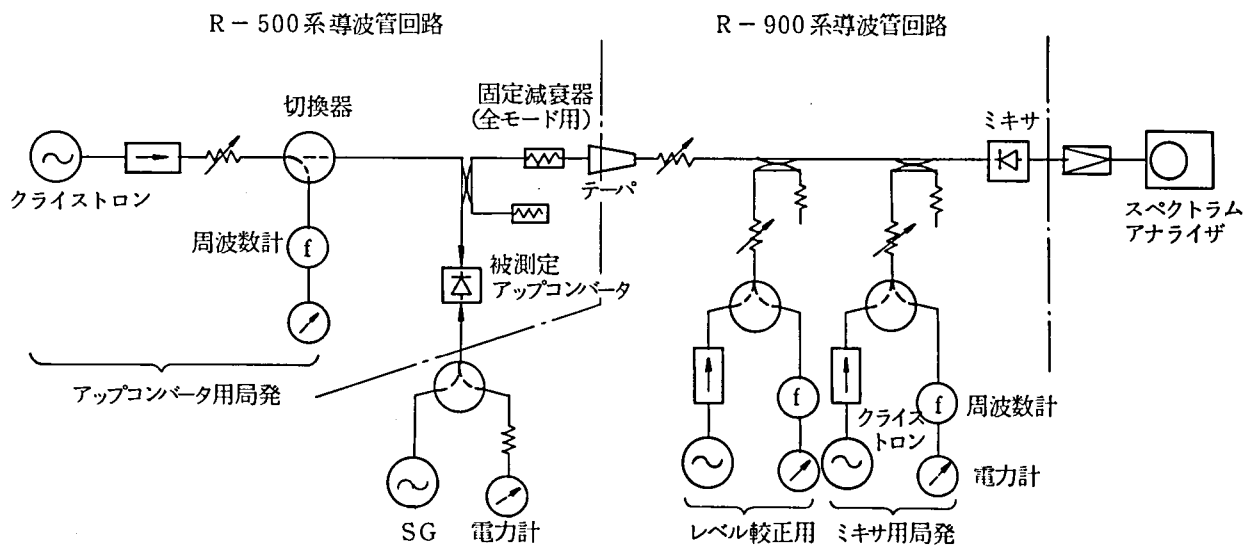 R－500系導波管回路
R－900系導波管回路
切換器
固定減衰器
(全モード用)
ミキサ
クライストロン
テーパ
スペクトラム
アナライザ
周波数計
f
被測定
アップコンバータ
アップコンバータ用局発
f
f
周波数計
クライス
トロン
電力計
SG
電力計
レベル較正用
ミキサ用局発